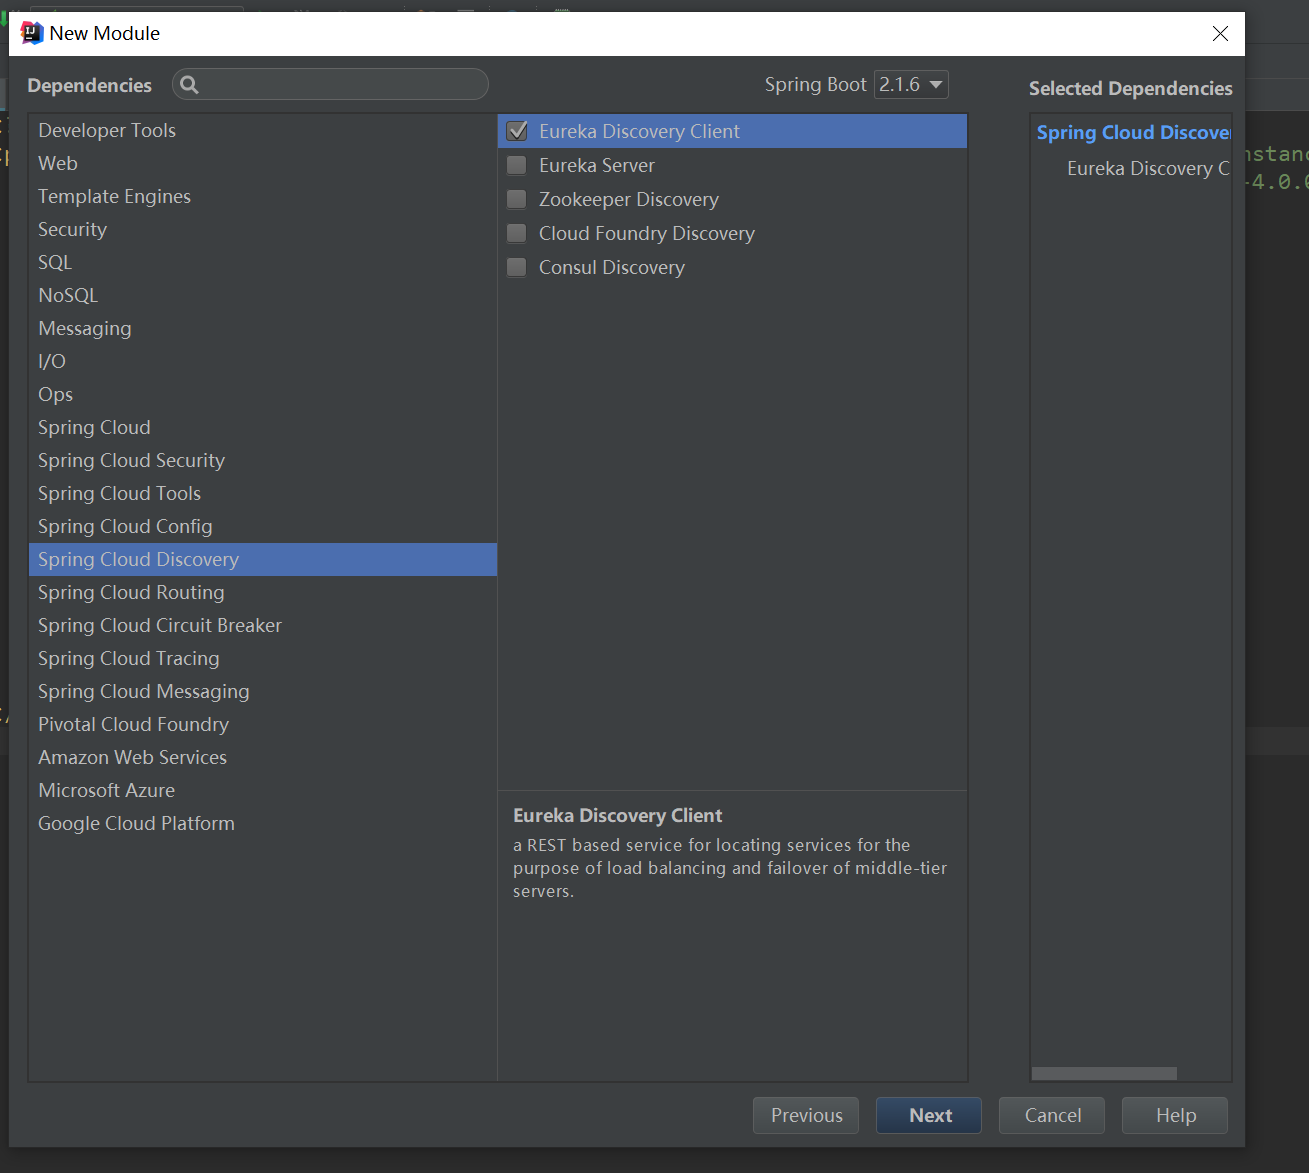 New Module
Dependencies
Spring Boot 2.1.6
Selected Dependencies
Developer Tools
Web
Template Engines
Security
SQL
NoSQL
Messaging
I/O
Ops
Spring Cloud
Spring Cloud Security
Spring Cloud Tools
Spring Cloud Config
Spring Cloud Discovery
Spring Cloud Routing
Spring Cloud Circuit Breaker
Spring Cloud Tracing
Spring Cloud Messaging
Pivotal Cloud Foundry
Amazon Web Services
Microsoft Azure
Google Cloud Platform
Eureka Discovery Client
Eureka Server
Zookeeper Discovery
Cloud Foundry Discovery
Consul Discovery
Eureka Discovery Client
a REST based service for locating services for the
purpose of load balancing and failover of middle-tier
servers.
Spring Cloud Discove
Eureka Discovery C
nstanc
-4.0.0
Previous
Next
Cancel
Help